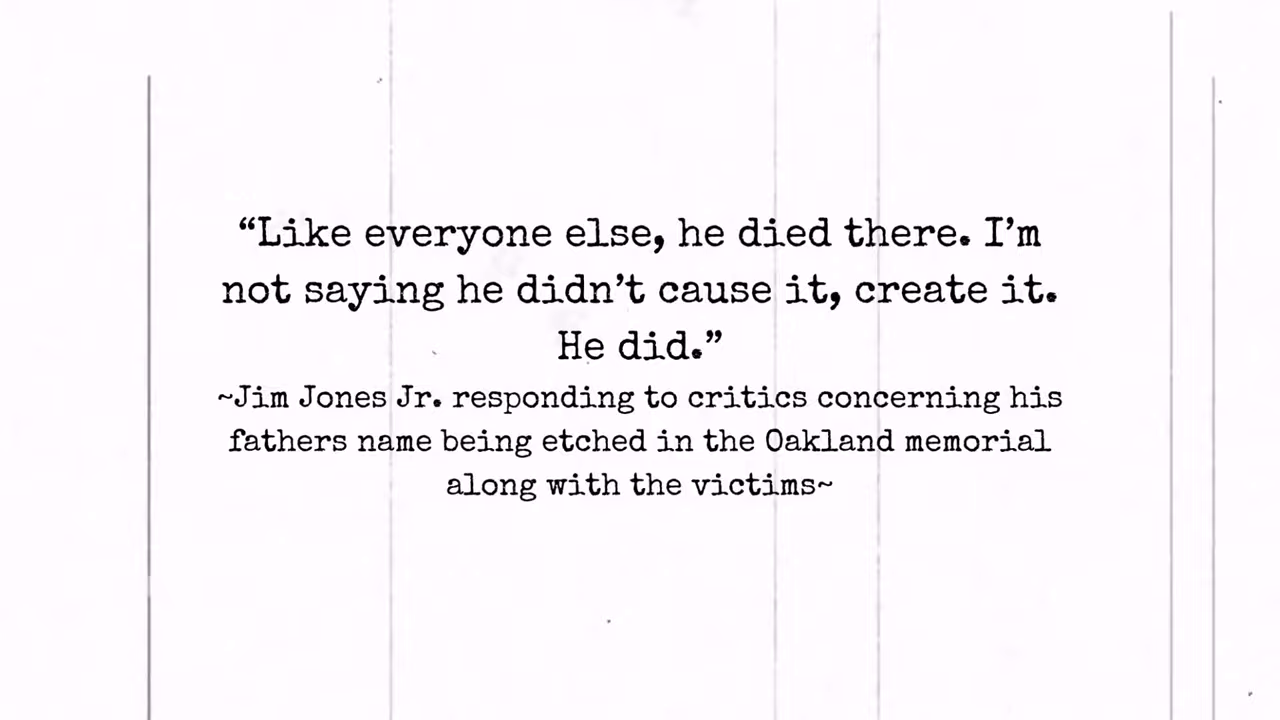 “Like everyone else, he died there. I’m
not saying he didn’t cause it, create it.
He did.”
~Jim Jones Jr. responding to critics concerning his
fathers name being etched in the Oakland memorial
along with the victims~